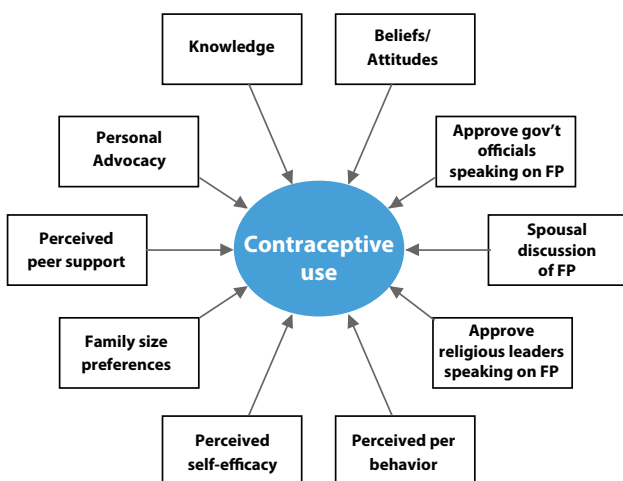 Knowledge
Beliefs/
Attitudes
Personal
Advocacy
Approve gov't
officials
speaking on FP
Perceived
peer support
Contraceptive
use
Spousal
discussion
of FP
Family size
preferences
Approve
religious leaders
speaking on FP
Perceived
self-efficacy
Perceived per
behavior